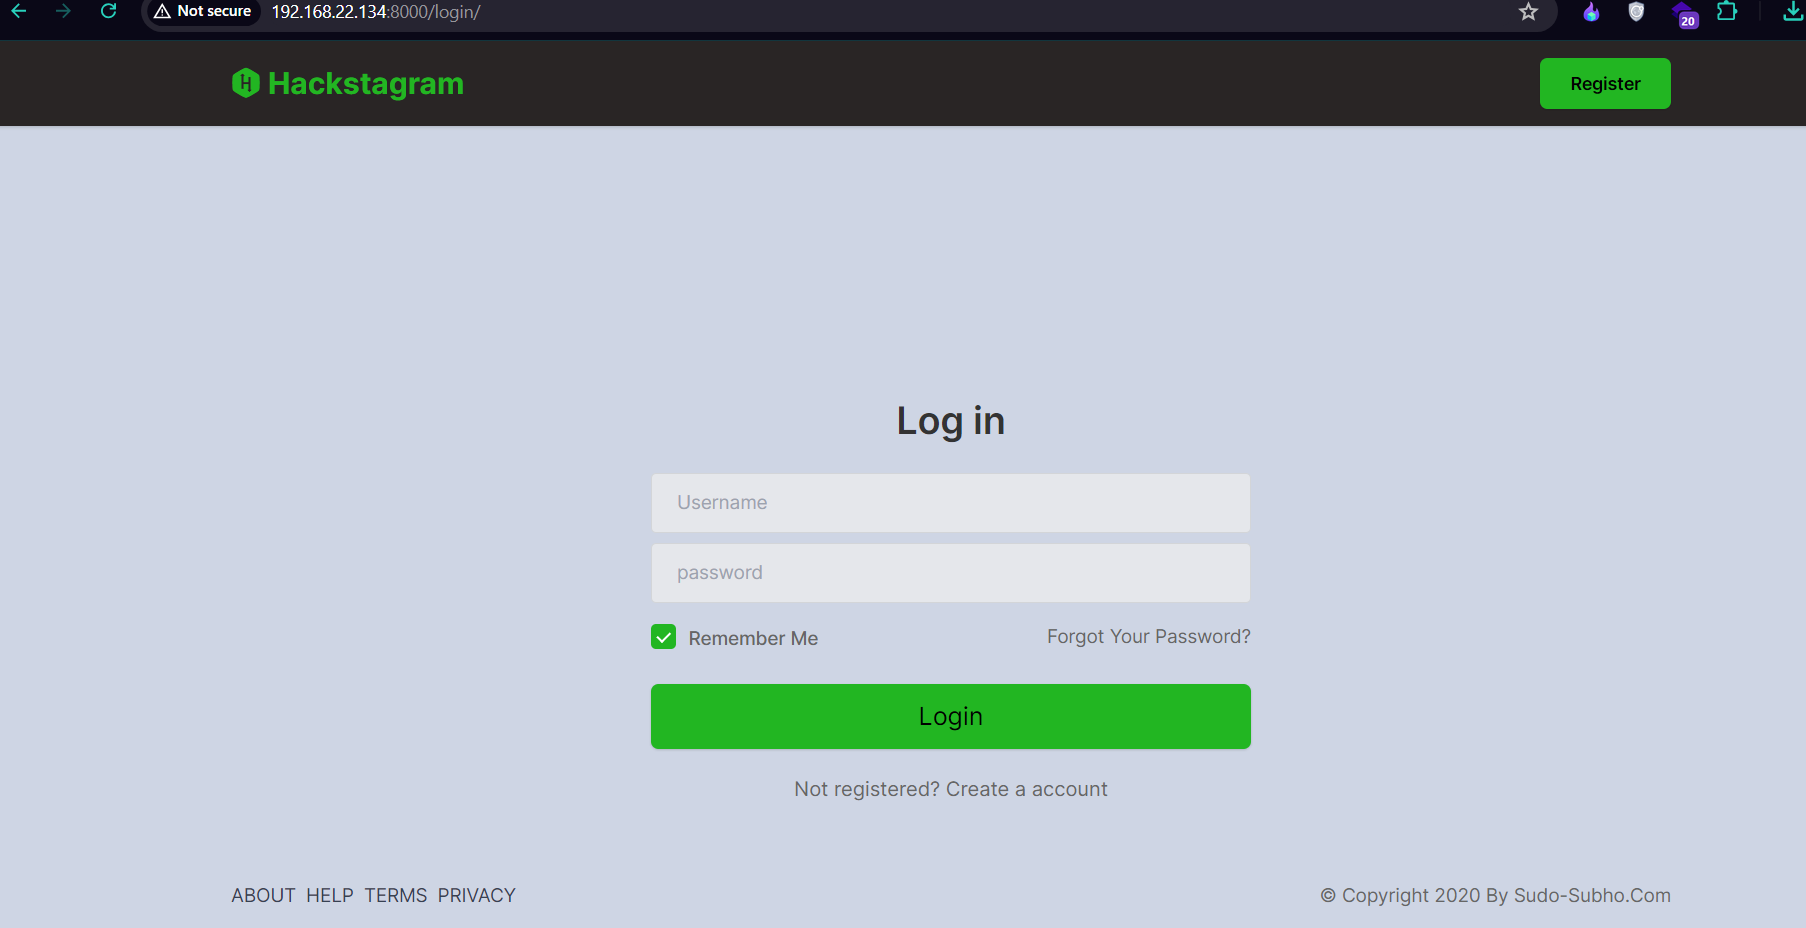 Not secure 192.168.22.134:8000/login/
20
Hackstagram
Register
Log in
Username
password
Remember Me
Forgot Your Password?
Login
Not registered? Create a account
ABOUT HELP TERMS PRIVACY
© Copyright 2020 By Sudo-Subho.Com